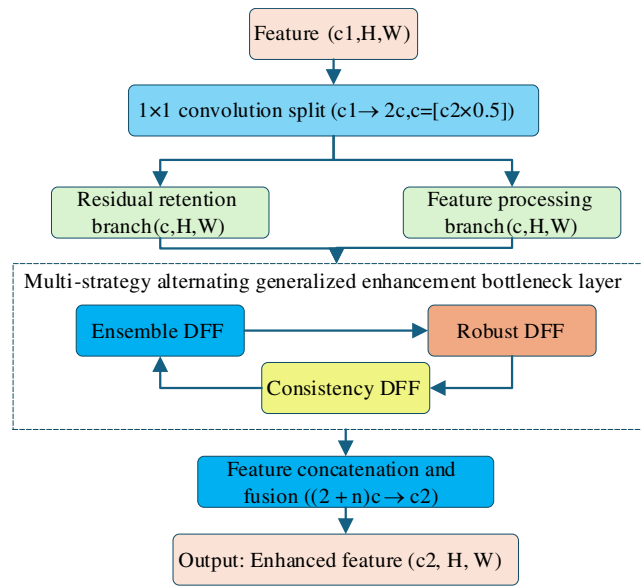 Feature (c1,H,W)
1×1 convolution split (c1→ 2c,c=[c2×0.5])
Residual retention
branch(c,H,W)
Feature processing
branch(c,H,W)
Multi-strategy alternating generalized enhancement bottleneck layer
Ensemble DFF
Robust DFF
Consistency DFF
Feature concatenation and
fusion ((2 + n)c → c2)
Output: Enhanced feature (c2, H, W)